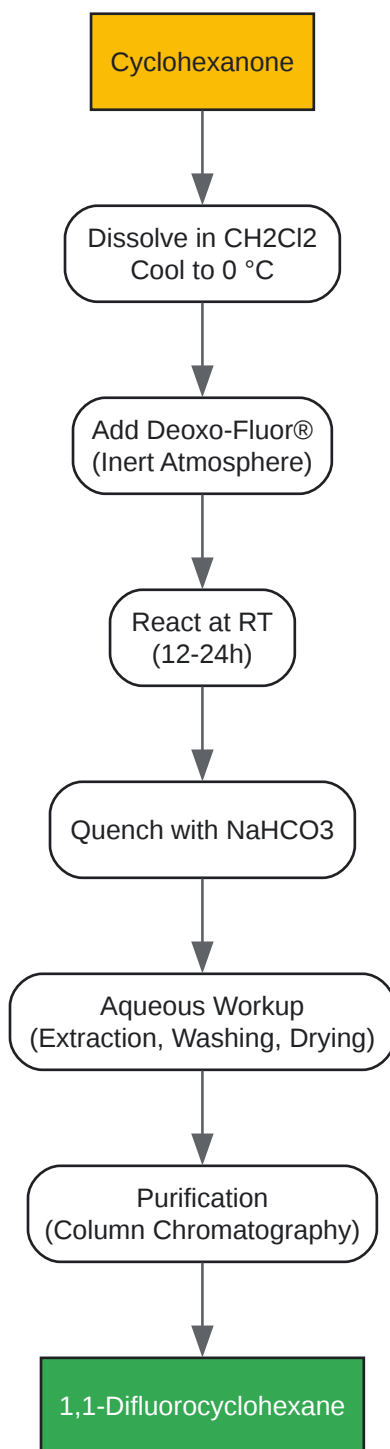 Cyclohexanone
Dissolve in CH2Cl2
Cool to 0 °C
Add Deoxo-Fluor®
(Inert Atmosphere)
React at RT
(12-24h)
Quench with NaHCO3
Aqueous Workup
(Extraction, Washing, Drying)
Purification
(Column Chromatography)
1,1-Difluorocyclohexane